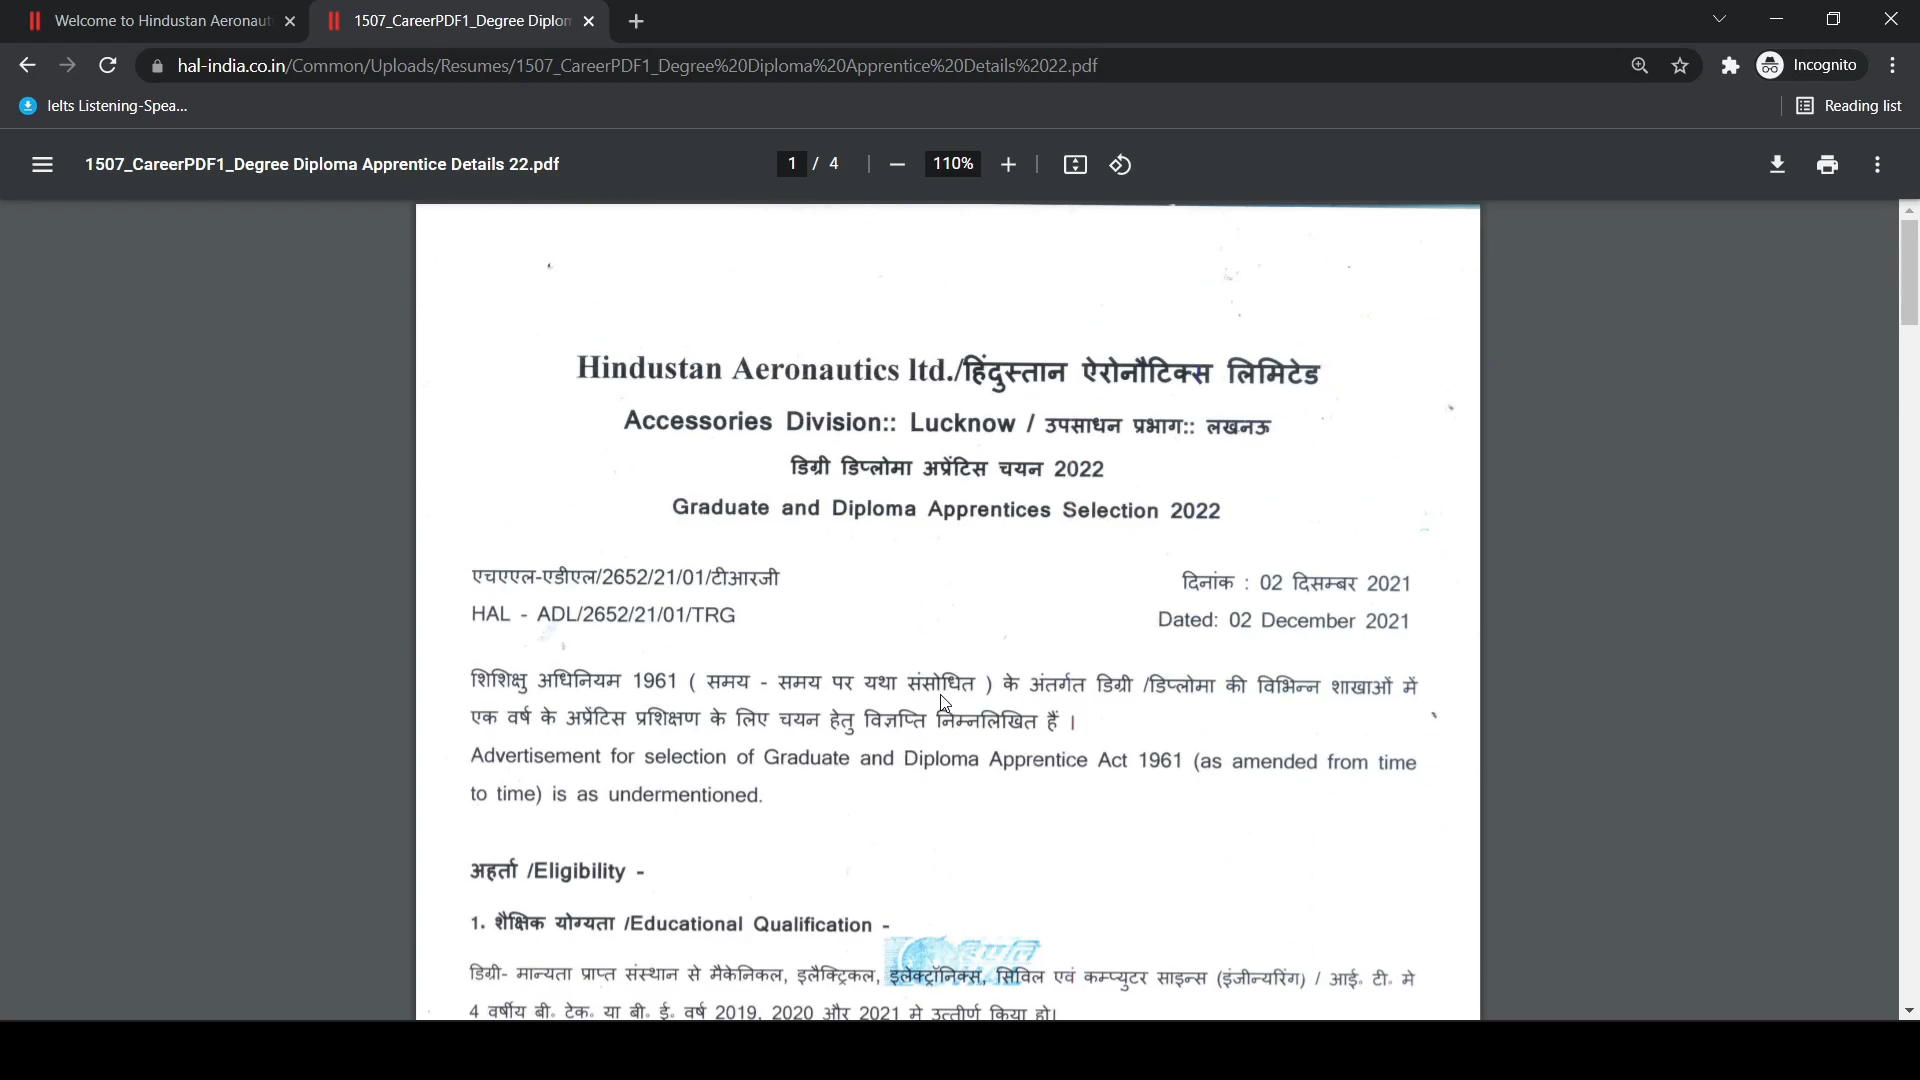 Welcome to Hindustan Aeronaut
1507_CareerPDF1_Degree Diplom
hal-india.co.in/Common/Uploads/Resumes/1507_CareerPDF1_Degree%20Diploma%20Apprentice%20Details%2022.pdf
Incognito
Ielts Listening-Spea...
Reading list
1507_CareerPDF1_Degree Diploma Apprentice Details 22.pdf
1 / 4
110%
Hindustan Aeronautics ltd./हिंदुस्तान ऐरोनौटिक्स लिमिटेड
Accessories Division:: Lucknow / उपसाधन प्रभाग:: लखनऊ
डिग्री डिप्लोमा अप्रेंटिस चयन 2022
Graduate and Diploma Apprentices Selection 2022
एचएएल-एडीएल/2652/21/01/टीआरजी
दिनांक : 02 दिसम्बर 2021
HAL - ADL/2652/21/01/TRG
Dated: 02 December 2021
शिशिक्षु अधिनियम 1961 ( समय - समय पर यथा संसोधित ) के अंतर्गत डिग्री /डिप्लोमा की विभिन्न शाखाओं में
एक वर्ष के अप्रेंटिस प्रशिक्षण के लिए चयन हेतु विज्ञप्ति निम्नलिखित हैं ।
Advertisement for selection of Graduate and Diploma Apprentice Act 1961 (as amended from time
to time) is as undermentioned.
अहर्ता /Eligibility -
1. शैक्षिक योग्यता /Educational Qualification -
डिग्री- मान्यता प्राप्त संस्थान से मैकेनिकल, इलैक्ट्रिकल, इलेक्ट्रॉनिक्स, सिविल एवं कम्प्युटर साइन्स (इंजीन्यरिंग) / आई. टी. मे
4 वर्षीय बी. टेक. या बी. ई. वर्ष 2019, 2020 और 2021 मे उत्तीर्ण किया हो।